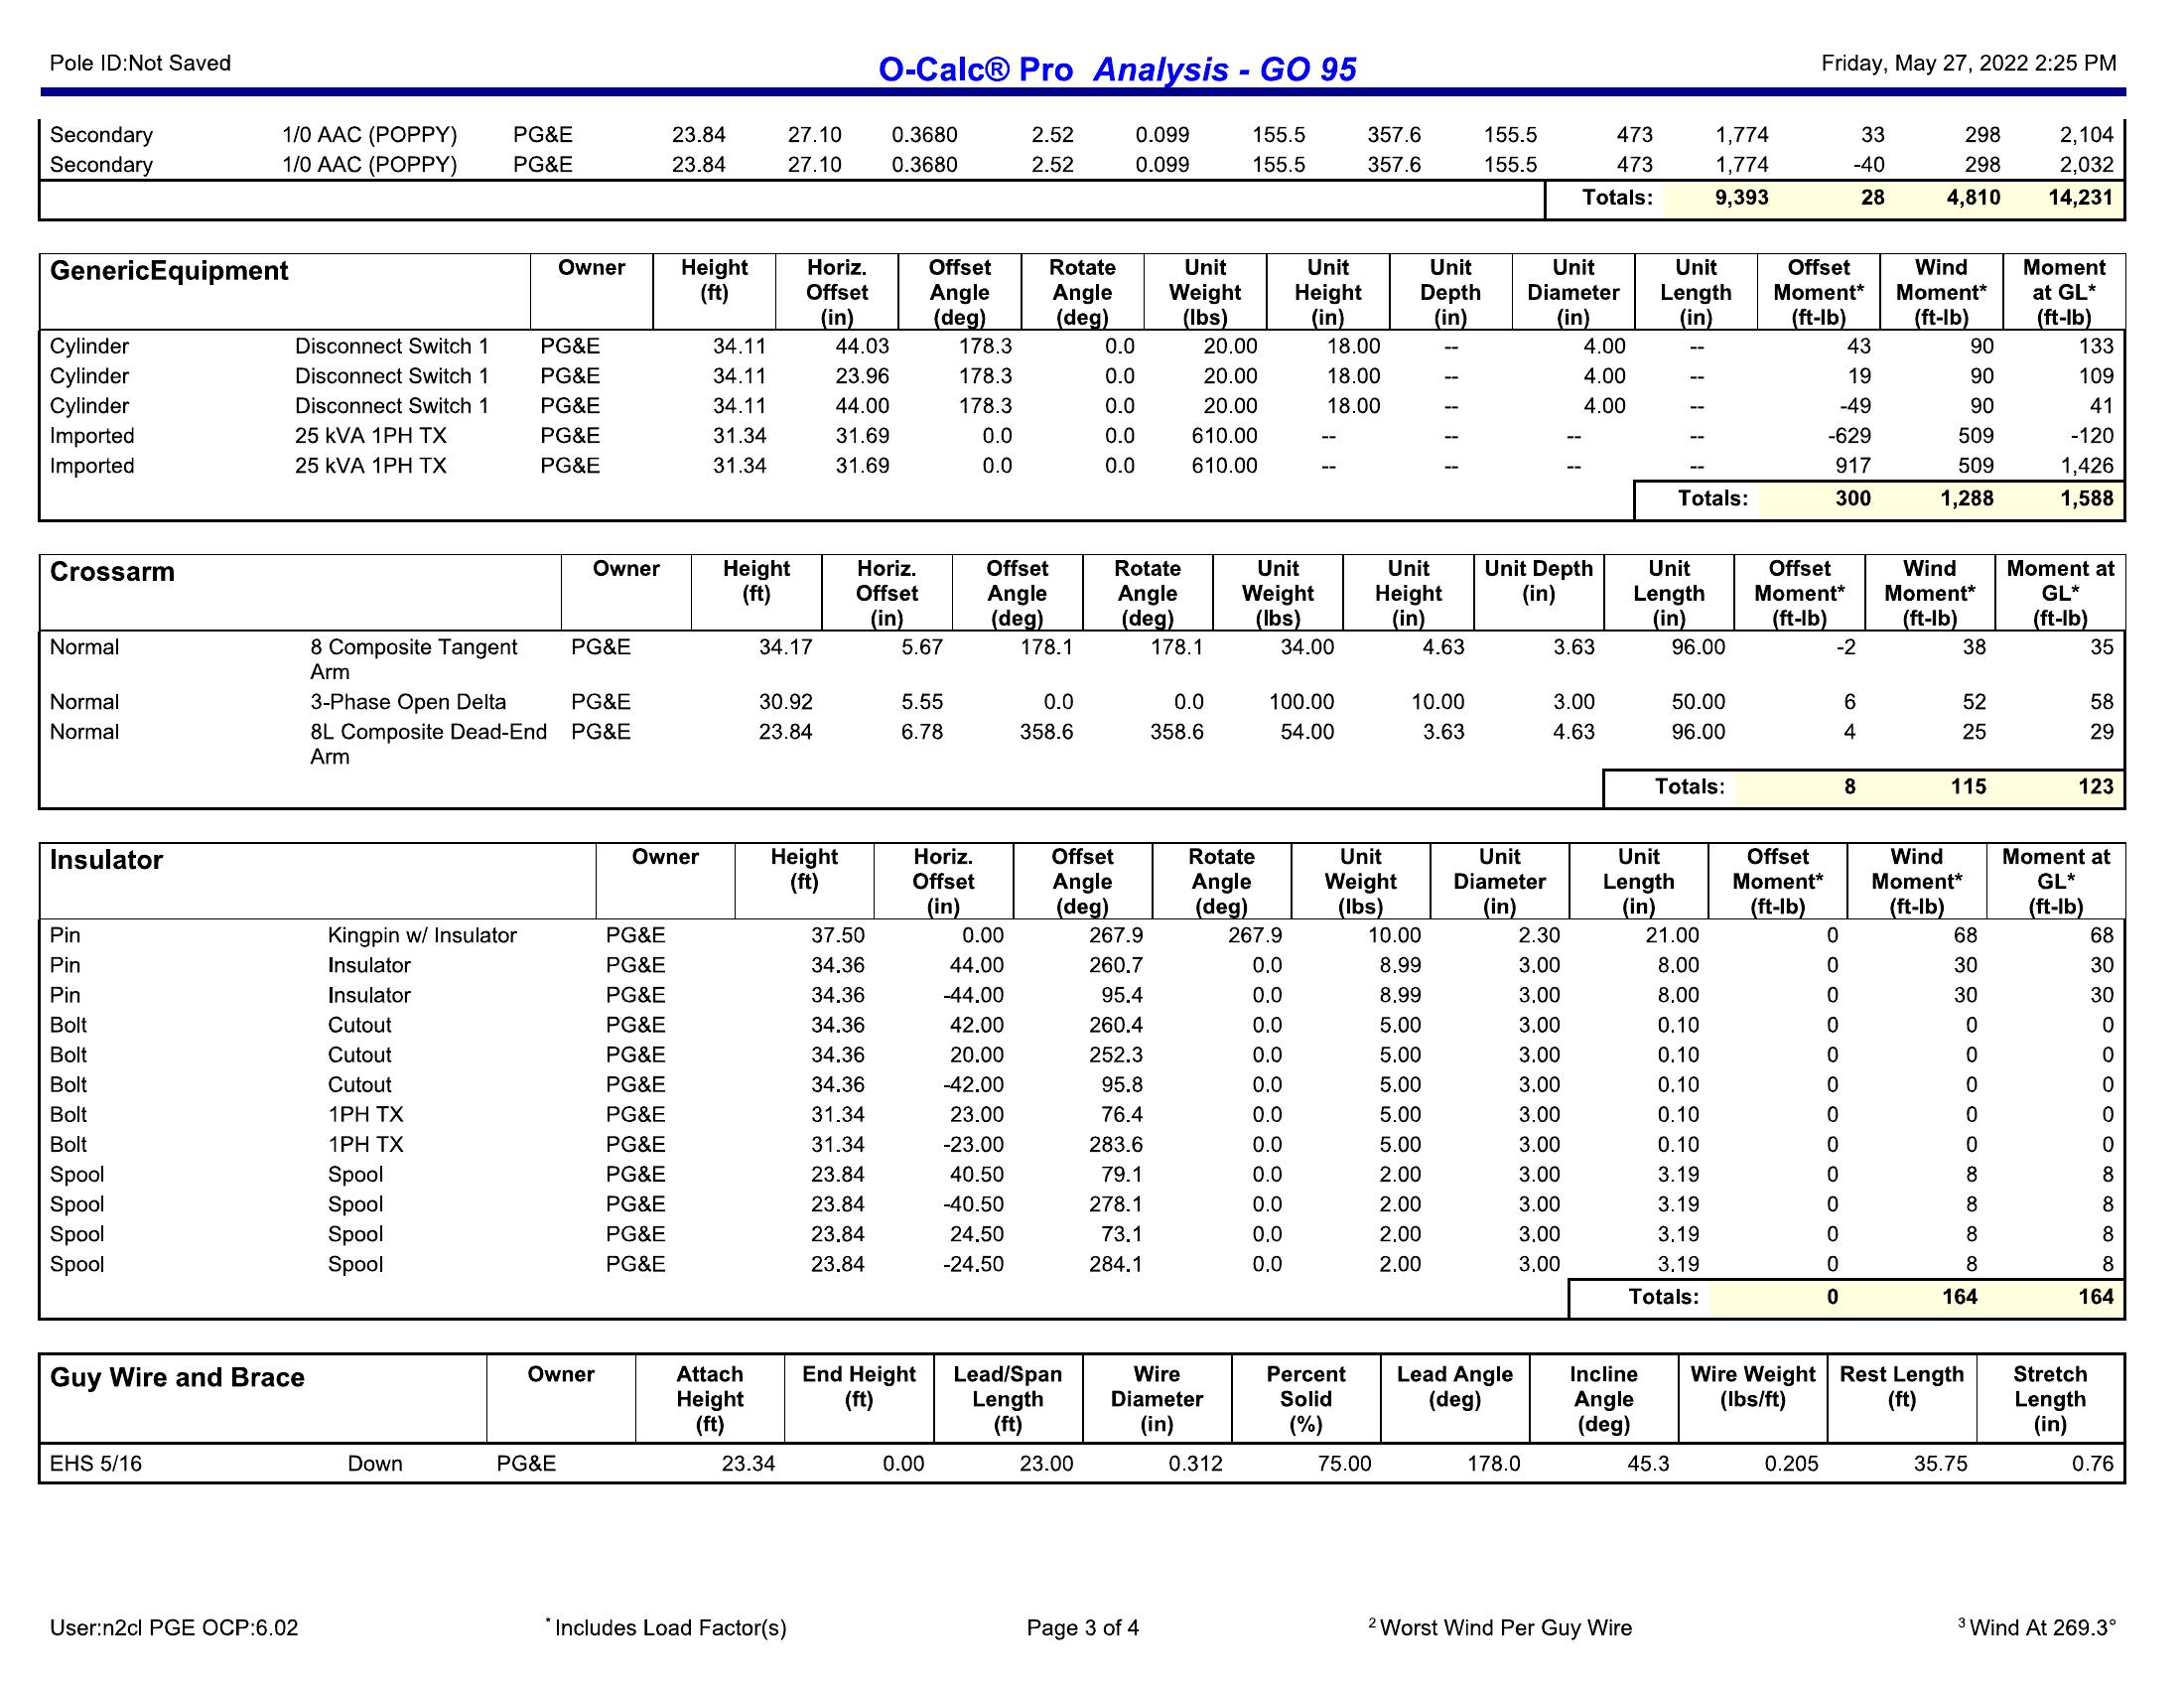 Pole ID:Not Saved O-Calc® Pro Analysis - GO 95 Friday, May 27, 2022 2:25 PM
Secondary 1/0 AAC (POPPY) PG&E 23.84 27.10 0.3680 2.52 0.099 155.5 357.6 155.5 473 1,774 33 298 2,104
Secondary 1/0 AAC (POPPY) PG&E 23.84 27.10 0.3680 2.52 0.099 155.5 357.6 155.5 473 1,774 -40 298 2,032
Totals: 9,393 28 4,810 14,231
GenericEquipment Owner Height Horiz. Offset Rotate Unit Unit Unit Unit Unit Offset Wind Moment
(ft) Offset Angle Angle Weight Height Depth Diameter Length Moment* Moment* at GL*
(in) (deg) (deg) (lbs) (in) (in) (in) (in) (ft-lb) (ft-lb) (ft-lb)
Cylinder Disconnect Switch 1 PG&E 34.11 44.03 178.3 0.0 20.00 18.00 -- 4.00 -- 43 90 133
Cylinder Disconnect Switch 1 PG&E 34.11 23.96 178.3 0.0 20.00 18.00 -- 4.00 -- 19 90 109
Cylinder Disconnect Switch 1 PG&E 34.11 44.00 178.3 0.0 20.00 18.00 -- 4.00 -- -49 90 41
Imported 25 kVA 1PH TX PG&E 31.34 31.69 0.0 0.0 610.00 -- -- -- -- -629 509 -120
Imported 25 kVA 1PH TX PG&E 31.34 31.69 0.0 0.0 610.00 -- -- -- -- 917 509 1,426
Totals: 300 1,288 1,588
Crossarm Owner Height Horiz. Offset Rotate Unit Unit Unit Depth Unit Offset Wind Moment at
(ft) Offset Angle Angle Weight Height (in) Length Moment* Moment* GL*
(in) (deg) (deg) (lbs) (in) (in) (ft-lb) (ft-lb) (ft-lb)
Normal 8 Composite Tangent PG&E 34.17 5.67 178.1 178.1 34.00 4.63 3.63 96.00 -2 38 35
Arm
Normal 3-Phase Open Delta PG&E 30.92 5.55 0.0 0.0 100.00 10.00 3.00 50.00 6 52 58
Normal 8L Composite Dead-End PG&E 23.84 6.78 358.6 358.6 54.00 3.63 4.63 96.00 4 25 29
Arm
Totals: 8 115 123
Insulator Owner Height Horiz. Offset Rotate Unit Unit Unit Offset Wind Moment at
(ft) Offset Angle Angle Weight Diameter Length Moment* Moment* GL*
(in) (deg) (deg) (lbs) (in) (in) (ft-lb) (ft-lb) (ft-lb)
Pin Kingpin w/ Insulator PG&E 37.50 0.00 267.9 267.9 10.00 2.30 21.00 0 68 68
Pin Insulator PG&E 34.36 44.00 260.7 0.0 8.99 3.00 8.00 0 30 30
Pin Insulator PG&E 34.36 -44.00 95.4 0.0 8.99 3.00 8.00 0 30 30
Bolt Cutout PG&E 34.36 42.00 260.4 0.0 5.00 3.00 0.10 0 0 0
Bolt Cutout PG&E 34.36 20.00 252.3 0.0 5.00 3.00 0.10 0 0 0
Bolt Cutout PG&E 34.36 -42.00 95.8 0.0 5.00 3.00 0.10 0 0 0
Bolt 1PH TX PG&E 31.34 23.00 76.4 0.0 5.00 3.00 0.10 0 0 0
Bolt 1PH TX PG&E 31.34 -23.00 283.6 0.0 5.00 3.00 0.10 0 0 0
Spool Spool PG&E 23.84 40.50 79.1 0.0 2.00 3.00 3.19 0 8 8
Spool Spool PG&E 23.84 -40.50 278.1 0.0 2.00 3.00 3.19 0 8 8
Spool Spool PG&E 23.84 24.50 73.1 0.0 2.00 3.00 3.19 0 8 8
Spool Spool PG&E 23.84 -24.50 284.1 0.0 2.00 3.00 3.19 0 8 8
Totals: 0 164 164
Guy Wire and Brace Owner Attach End Height Lead/Span Wire Percent Lead Angle Incline Wire Weight Rest Length Stretch
Height (ft) Length Diameter Solid (deg) Angle (lbs/ft) (ft) Length
(ft) (ft) (in) (%) (deg) (in)
EHS 5/16 Down PG&E 23.34 0.00 23.00 0.312 75.00 178.0 45.3 0.205 35.75 0.76
User:n2cl PGE OCP:6.02 * Includes Load Factor(s) Page 3 of 4 2 Worst Wind Per Guy Wire 3 Wind At 269.3°